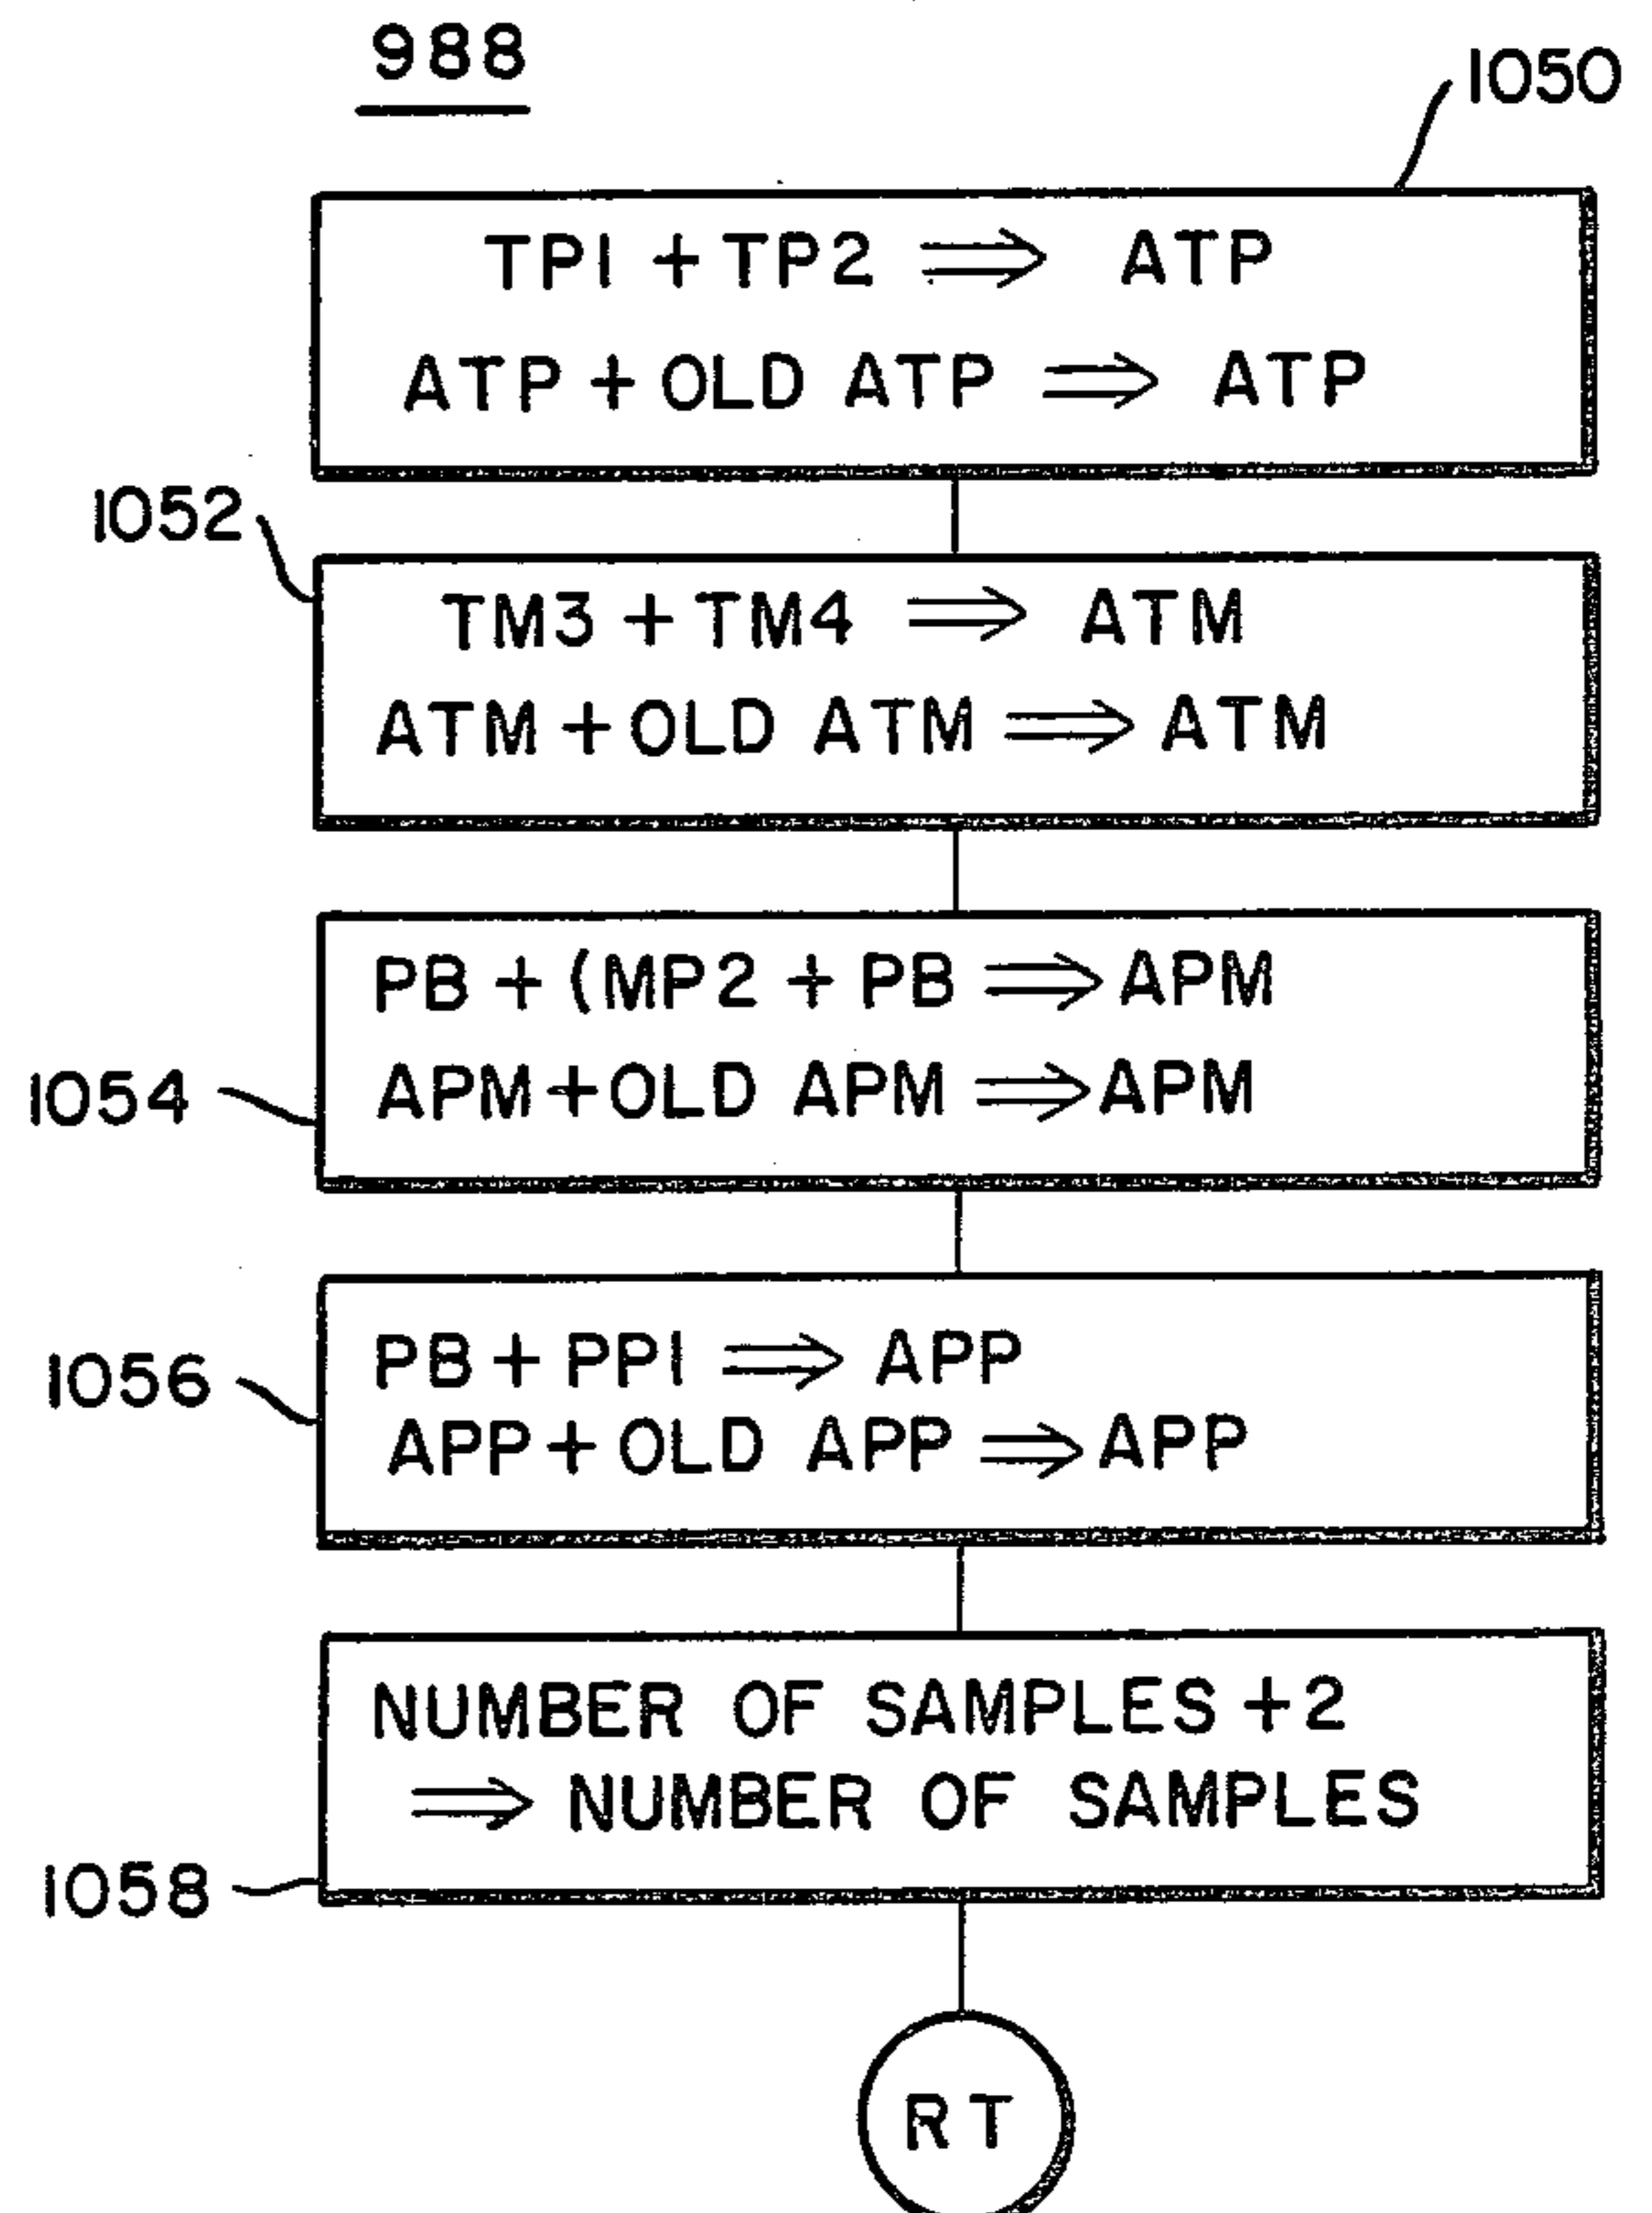 988
1050
TP1 + TP2 ⇒ ATP
ATP + OLD ATP ⇒ ATP
1052
TM3 + TM4 ⇒ ATM
ATM + OLD ATM ⇒ ATM
PB + (MP2 + PB ⇒ APM
APM + OLD APM ⇒ APM
1054
PB + PP1 ⇒ APP
APP + OLD APP ⇒ APP
1056
NUMBER OF SAMPLES +2
⇒ NUMBER OF SAMPLES
1058
RT